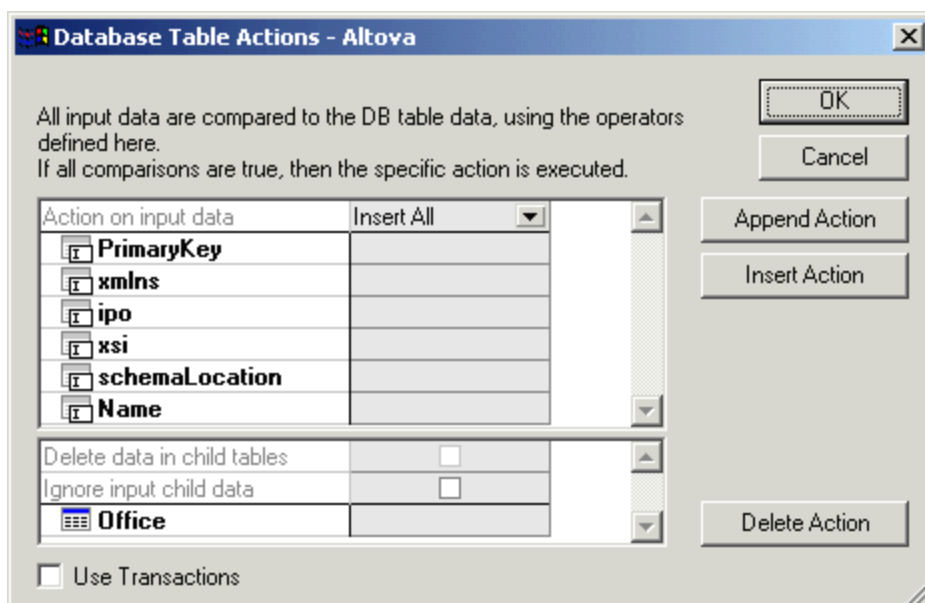 Database Table Actions - Altova
All input data are compared to the DB table data, using the operators
defined here.
If all comparisons are true, then the specific action is executed.
OK
Cancel
Action on input data Insert All
PrimaryKey
xmlns
ipo
xsi
schemaLocation
Name
Append Action
Insert Action
Delete data in child tables
Ignore input child data
Office
Delete Action
Use Transactions